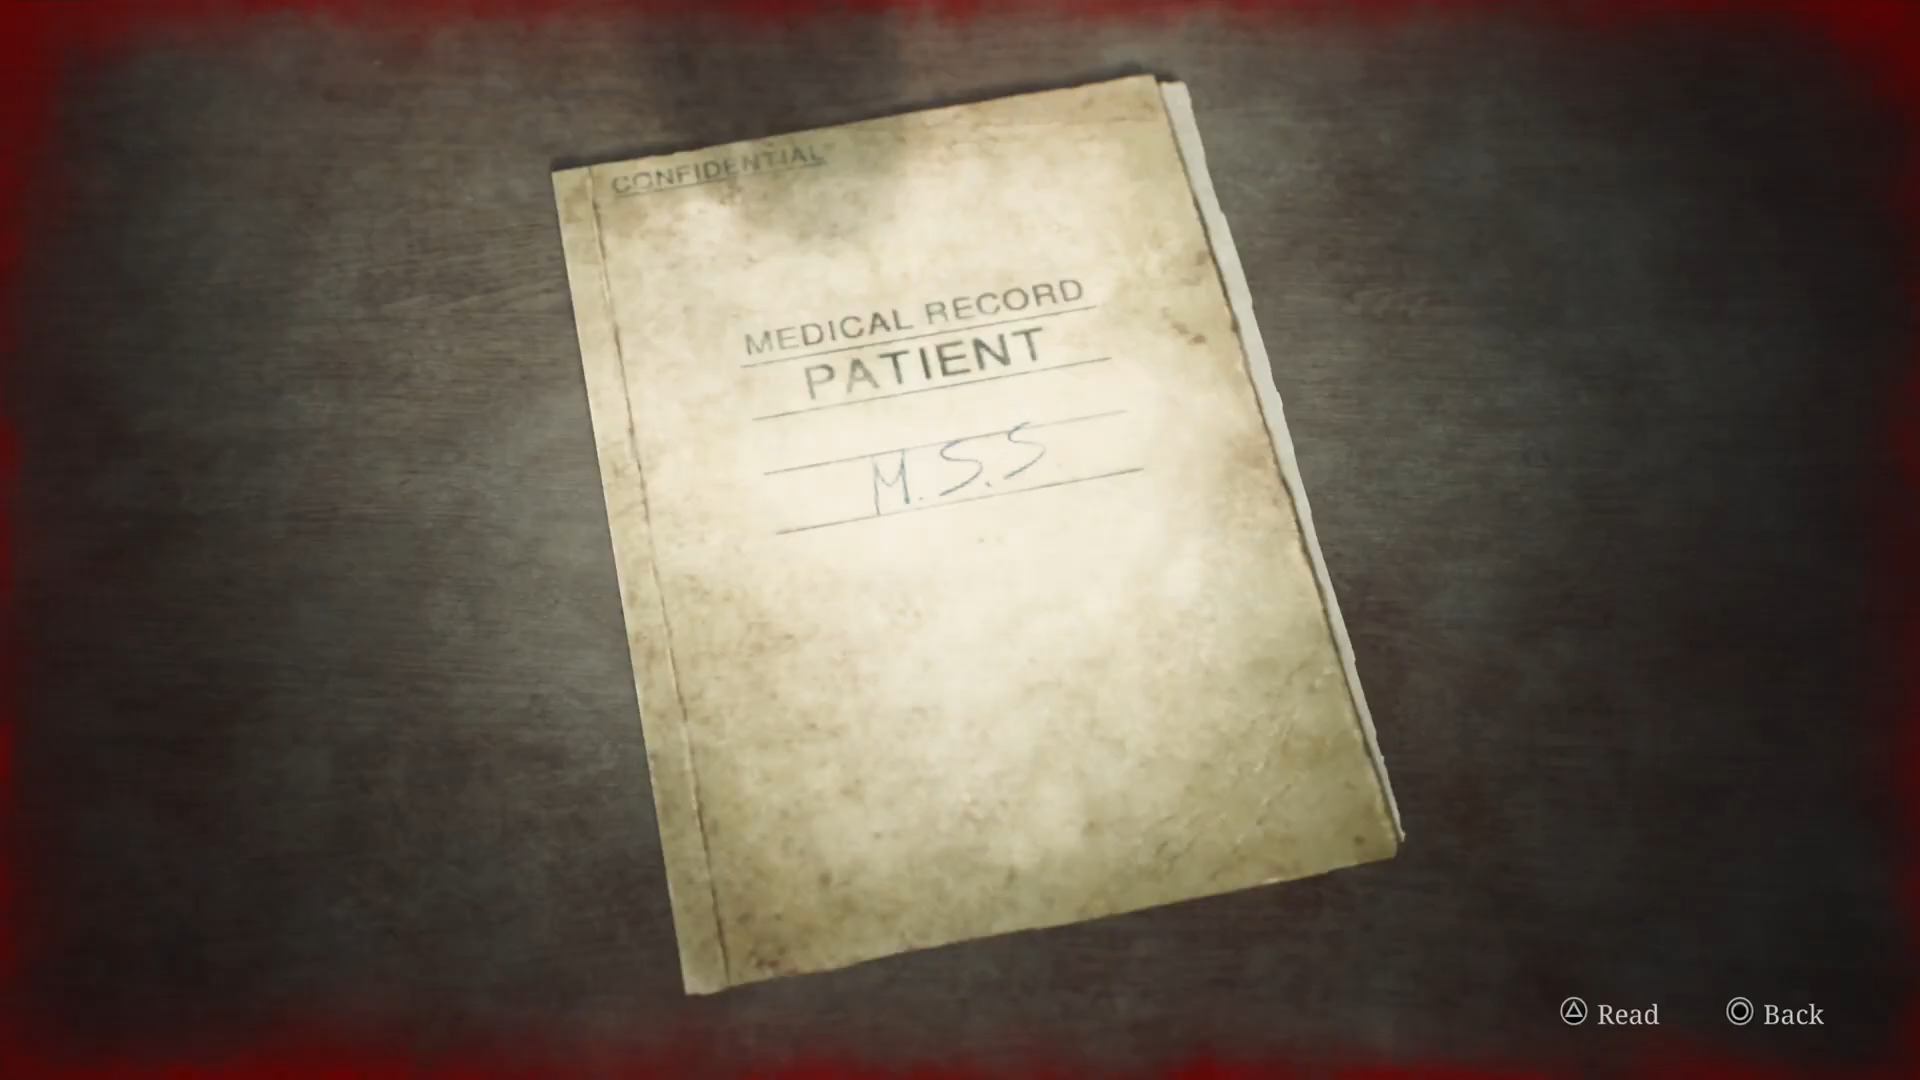 CONFIDENTIAL
MEDICAL RECORD
PATIENT
M.S.S
Read
Back